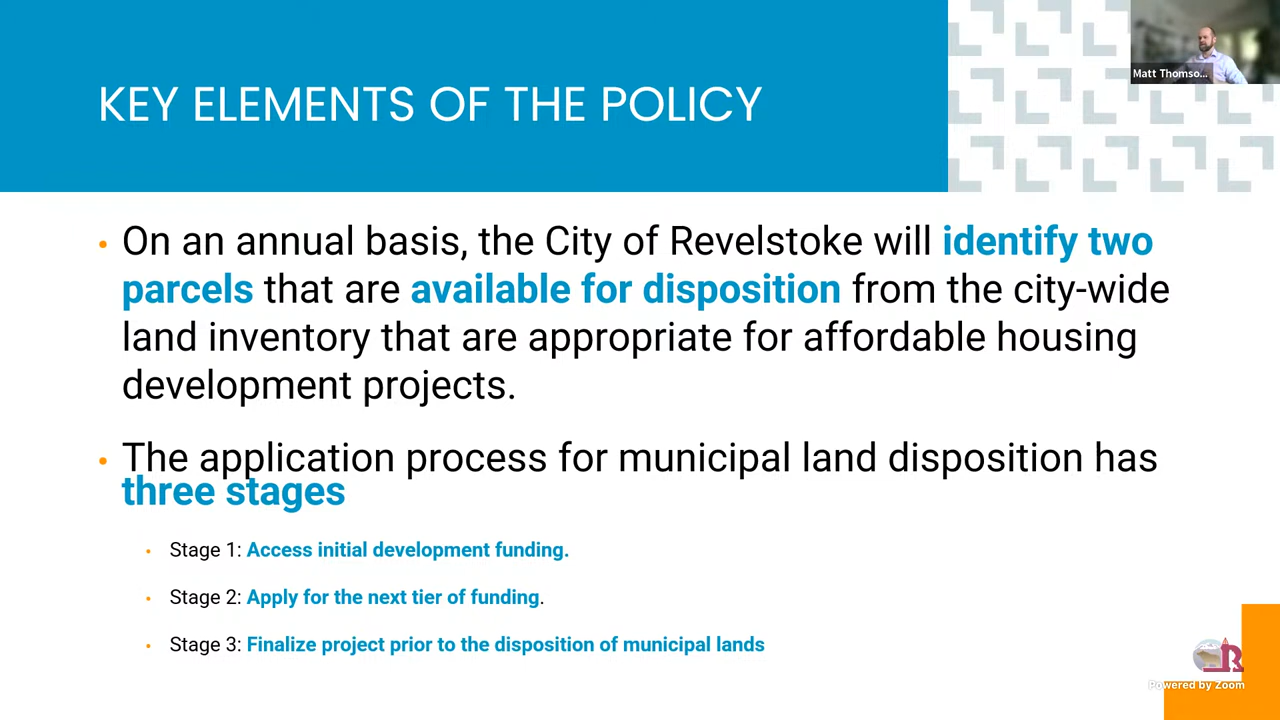 Matt Thomso...
KEY ELEMENTS OF THE POLICY
• On an annual basis, the City of Revelstoke will identify two
parcels that are available for disposition from the city-wide
land inventory that are appropriate for affordable housing
development projects.
• The application process for municipal land disposition has
three stages
• Stage 1: Access initial development funding.
• Stage 2: Apply for the next tier of funding.
• Stage 3: Finalize project prior to the disposition of municipal lands
R
Powered by Zoom